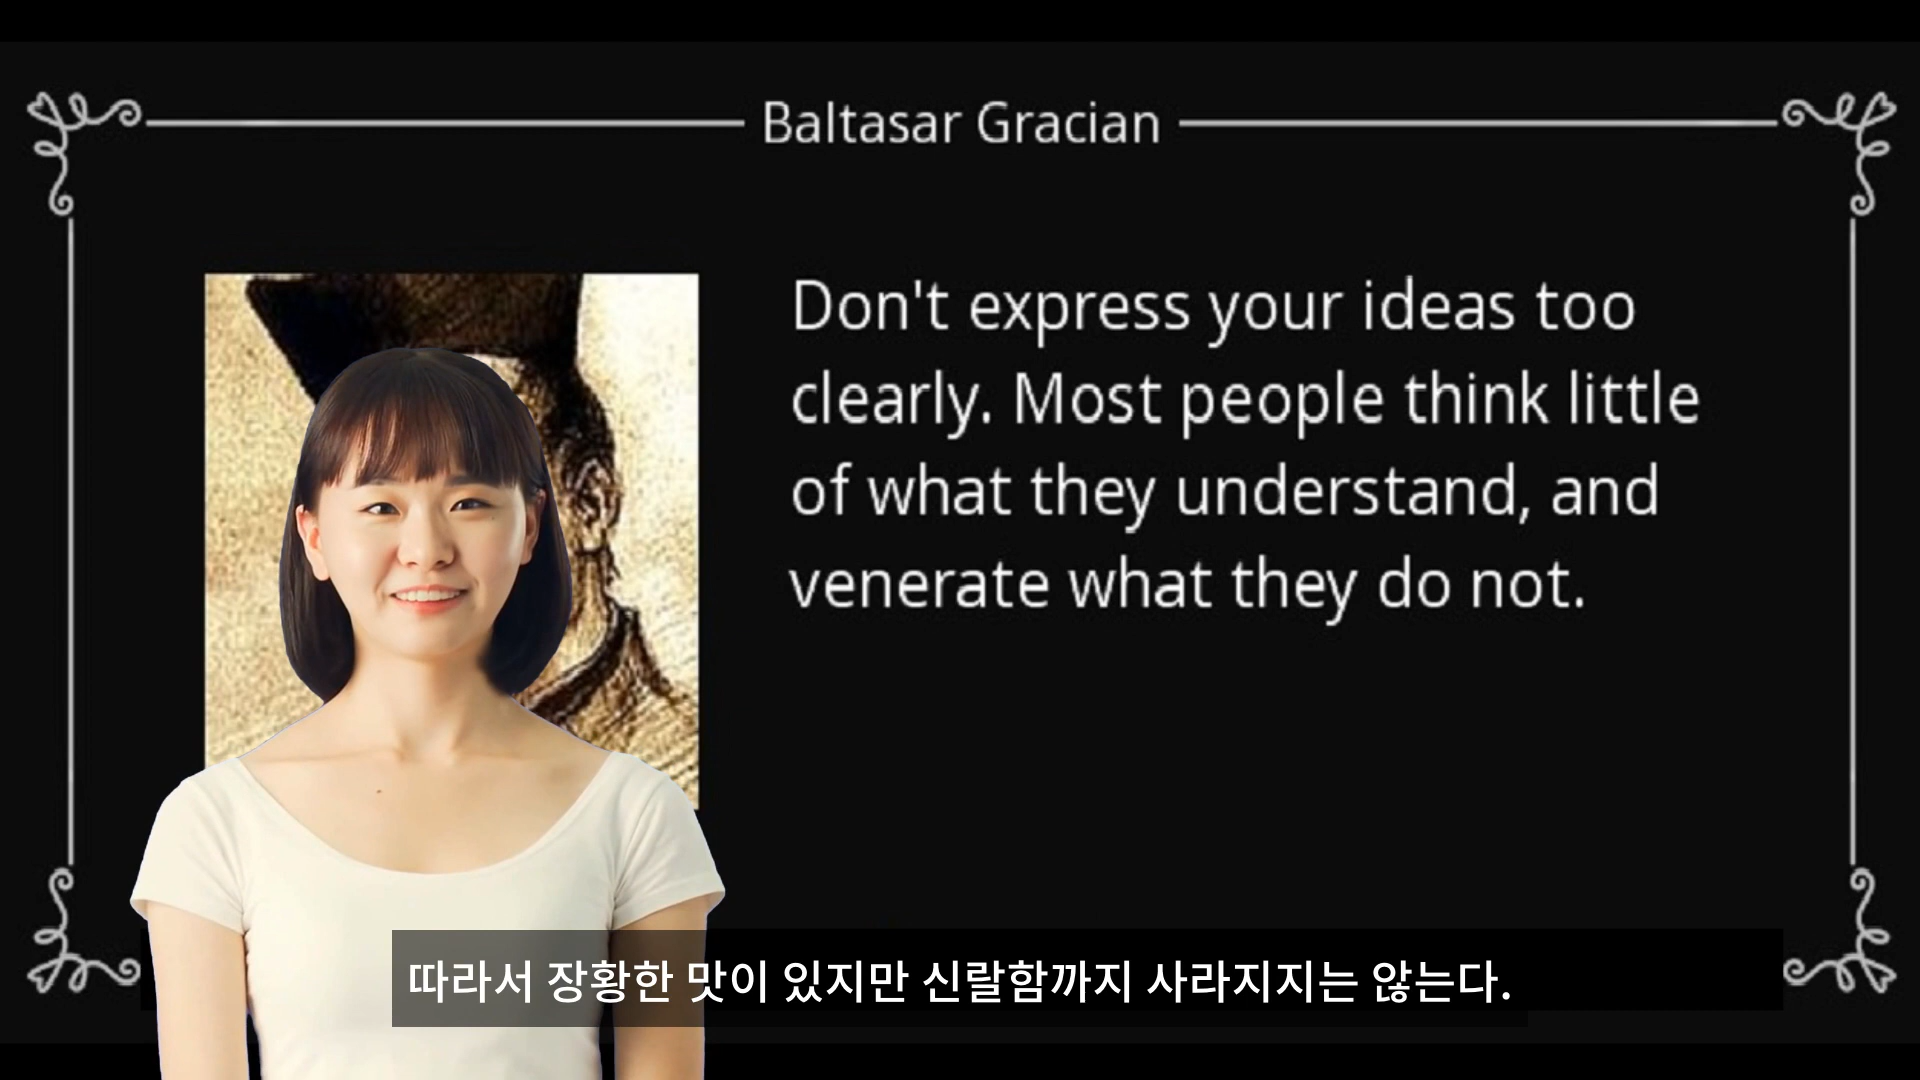 Baltasar Gracian
Don't express your ideas too
clearly. Most people think little
of what they understand, and
venerate what they do not.
따라서 장황한 맛이 있지만 신랄함까지 사라지지는 않는다.